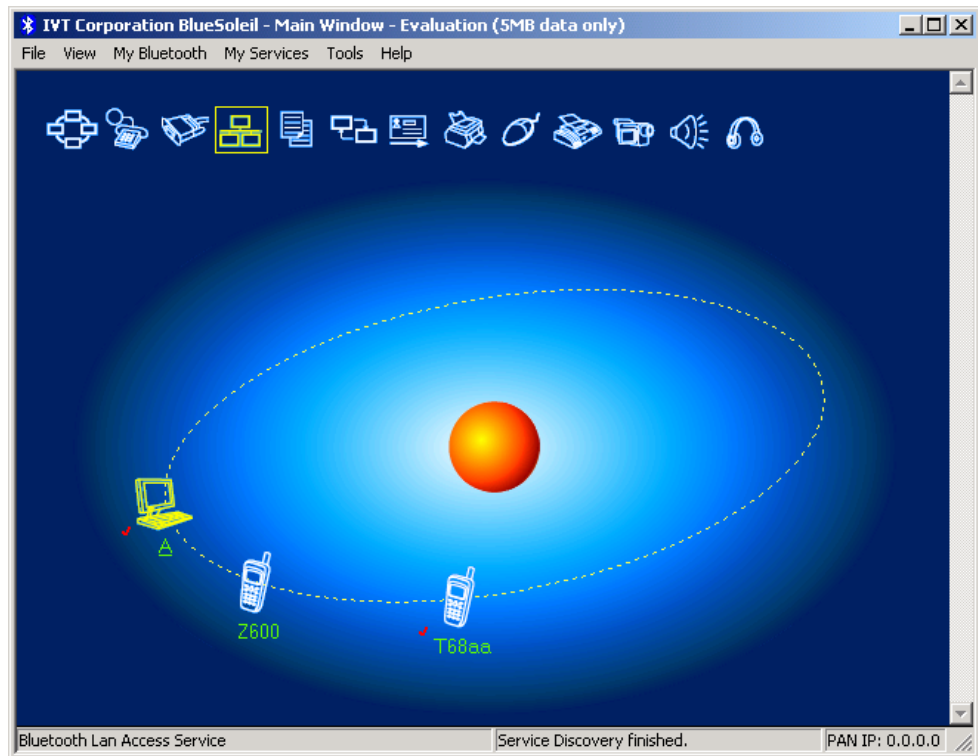 IVT Corporation BlueSoleil - Main Window - Evaluation (5MB data only)
File View My Bluetooth My Services Tools Help
A
Z600
T68aa
Bluetooth Lan Access Service Service Discovery finished. PAN IP: 0.0.0.0